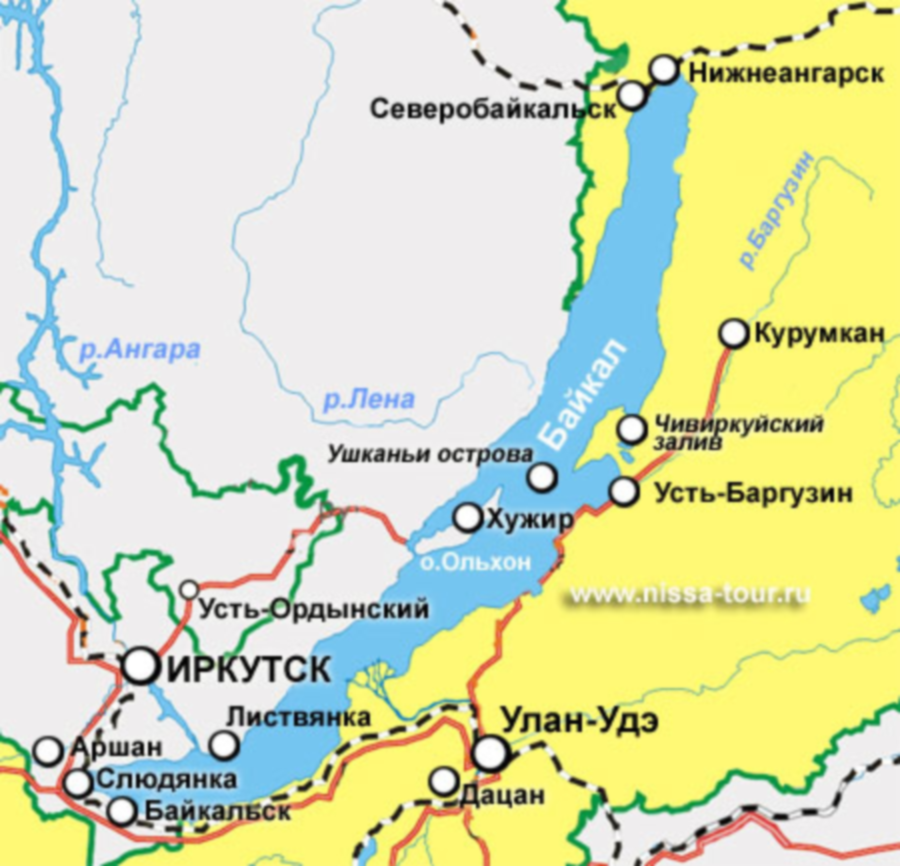 Нижнеангарск
Северобайкальск
р.Баргузин
Курумкан
р.Ангара
Байкал
р.Лена
Чивиркуйский
залив
Ушканьи острова
Усть-Баргузин
Хужир
о.Ольхон
www.nissa-tour.ru
Усть-Ордынский
ИРКУТСК
Листвянка
Улан-Удэ
Аршан
Слюдянка
Дацан
Байкальск